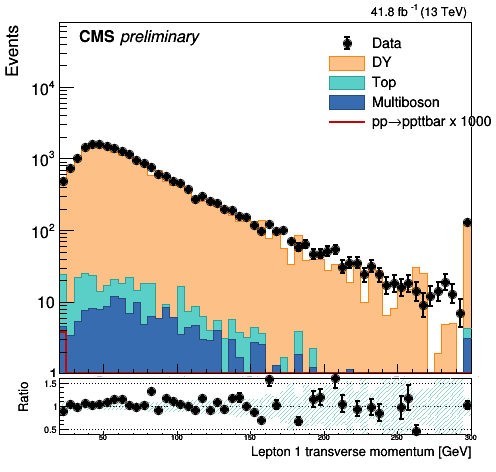 41.8 fb⁻¹ (13 TeV)
CMS preliminary
Events
Data
DY
Top
Multiboson
pp→ppttbar x 1000
10⁴
10³
10²
10
1
Ratio
1.5
1
0.5
50 100 150 200 250 300
Lepton 1 transverse momentum [GeV]